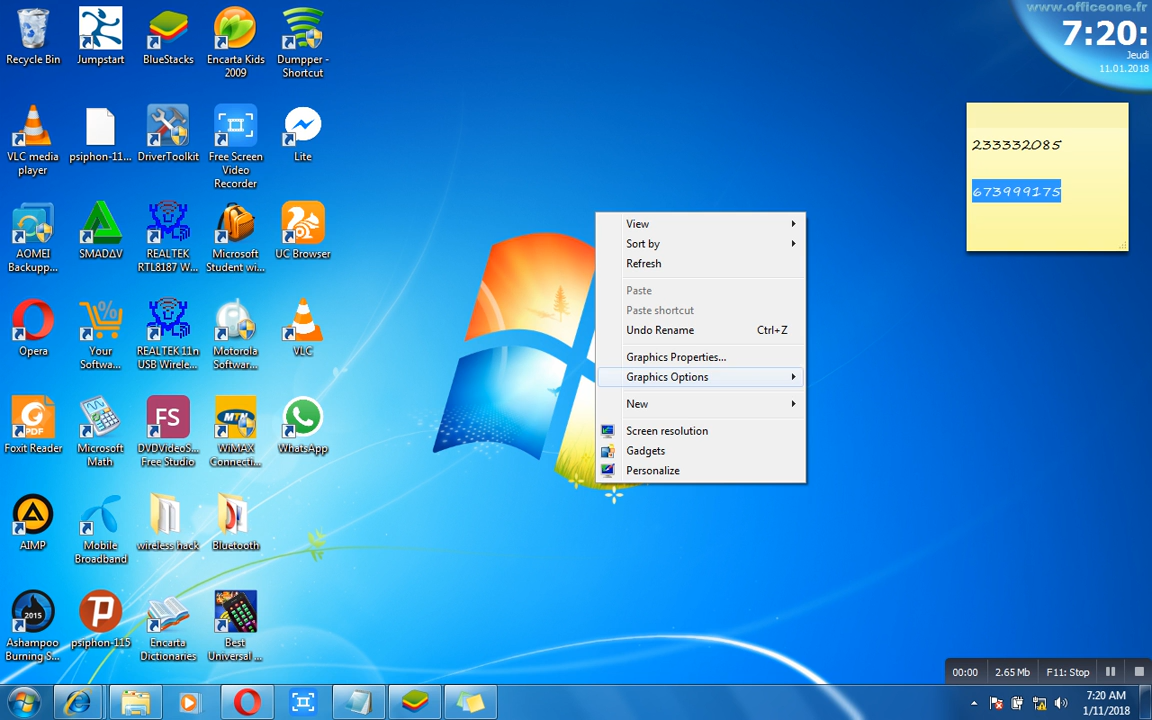 www.officeone.fr
7:20:
Jeudi
11.01.2018
Recycle Bin
Jumpstart
BlueStacks
Encarta Kids
2009
Dumpper -
Shortcut
VLC media
player
psiphon-11...
DriverToolkit
Free Screen
Video
Recorder
Lite
AOMEI
Backupp...
SMADΔV
REALTEK
RTL8187 W...
Microsoft
Student wi...
UC Browser
Opera
Your
Softwa...
REALTEK 11n
USB Wirele...
Motorola
Softwar...
VLC
PDF
Foxit Reader
Microsoft
Math
FS
DVDVideoS...
Free Studio
MTN
WiMAX
Connecti...
WhatsApp
AIMP
Mobile
Broadband
wireless hack
Bluetooth
2015
Ashampoo
Burning S...
psiphon-115
Encarta
Dictionaries
Best
Universal ...
233332085
673999175
View
Sort by
Refresh
Paste
Paste shortcut
Undo Rename Ctrl+Z
Graphics Properties...
Graphics Options
New
Screen resolution
Gadgets
Personalize
00:00 2.65 Mb F11: Stop
7:20 AM
1/11/2018